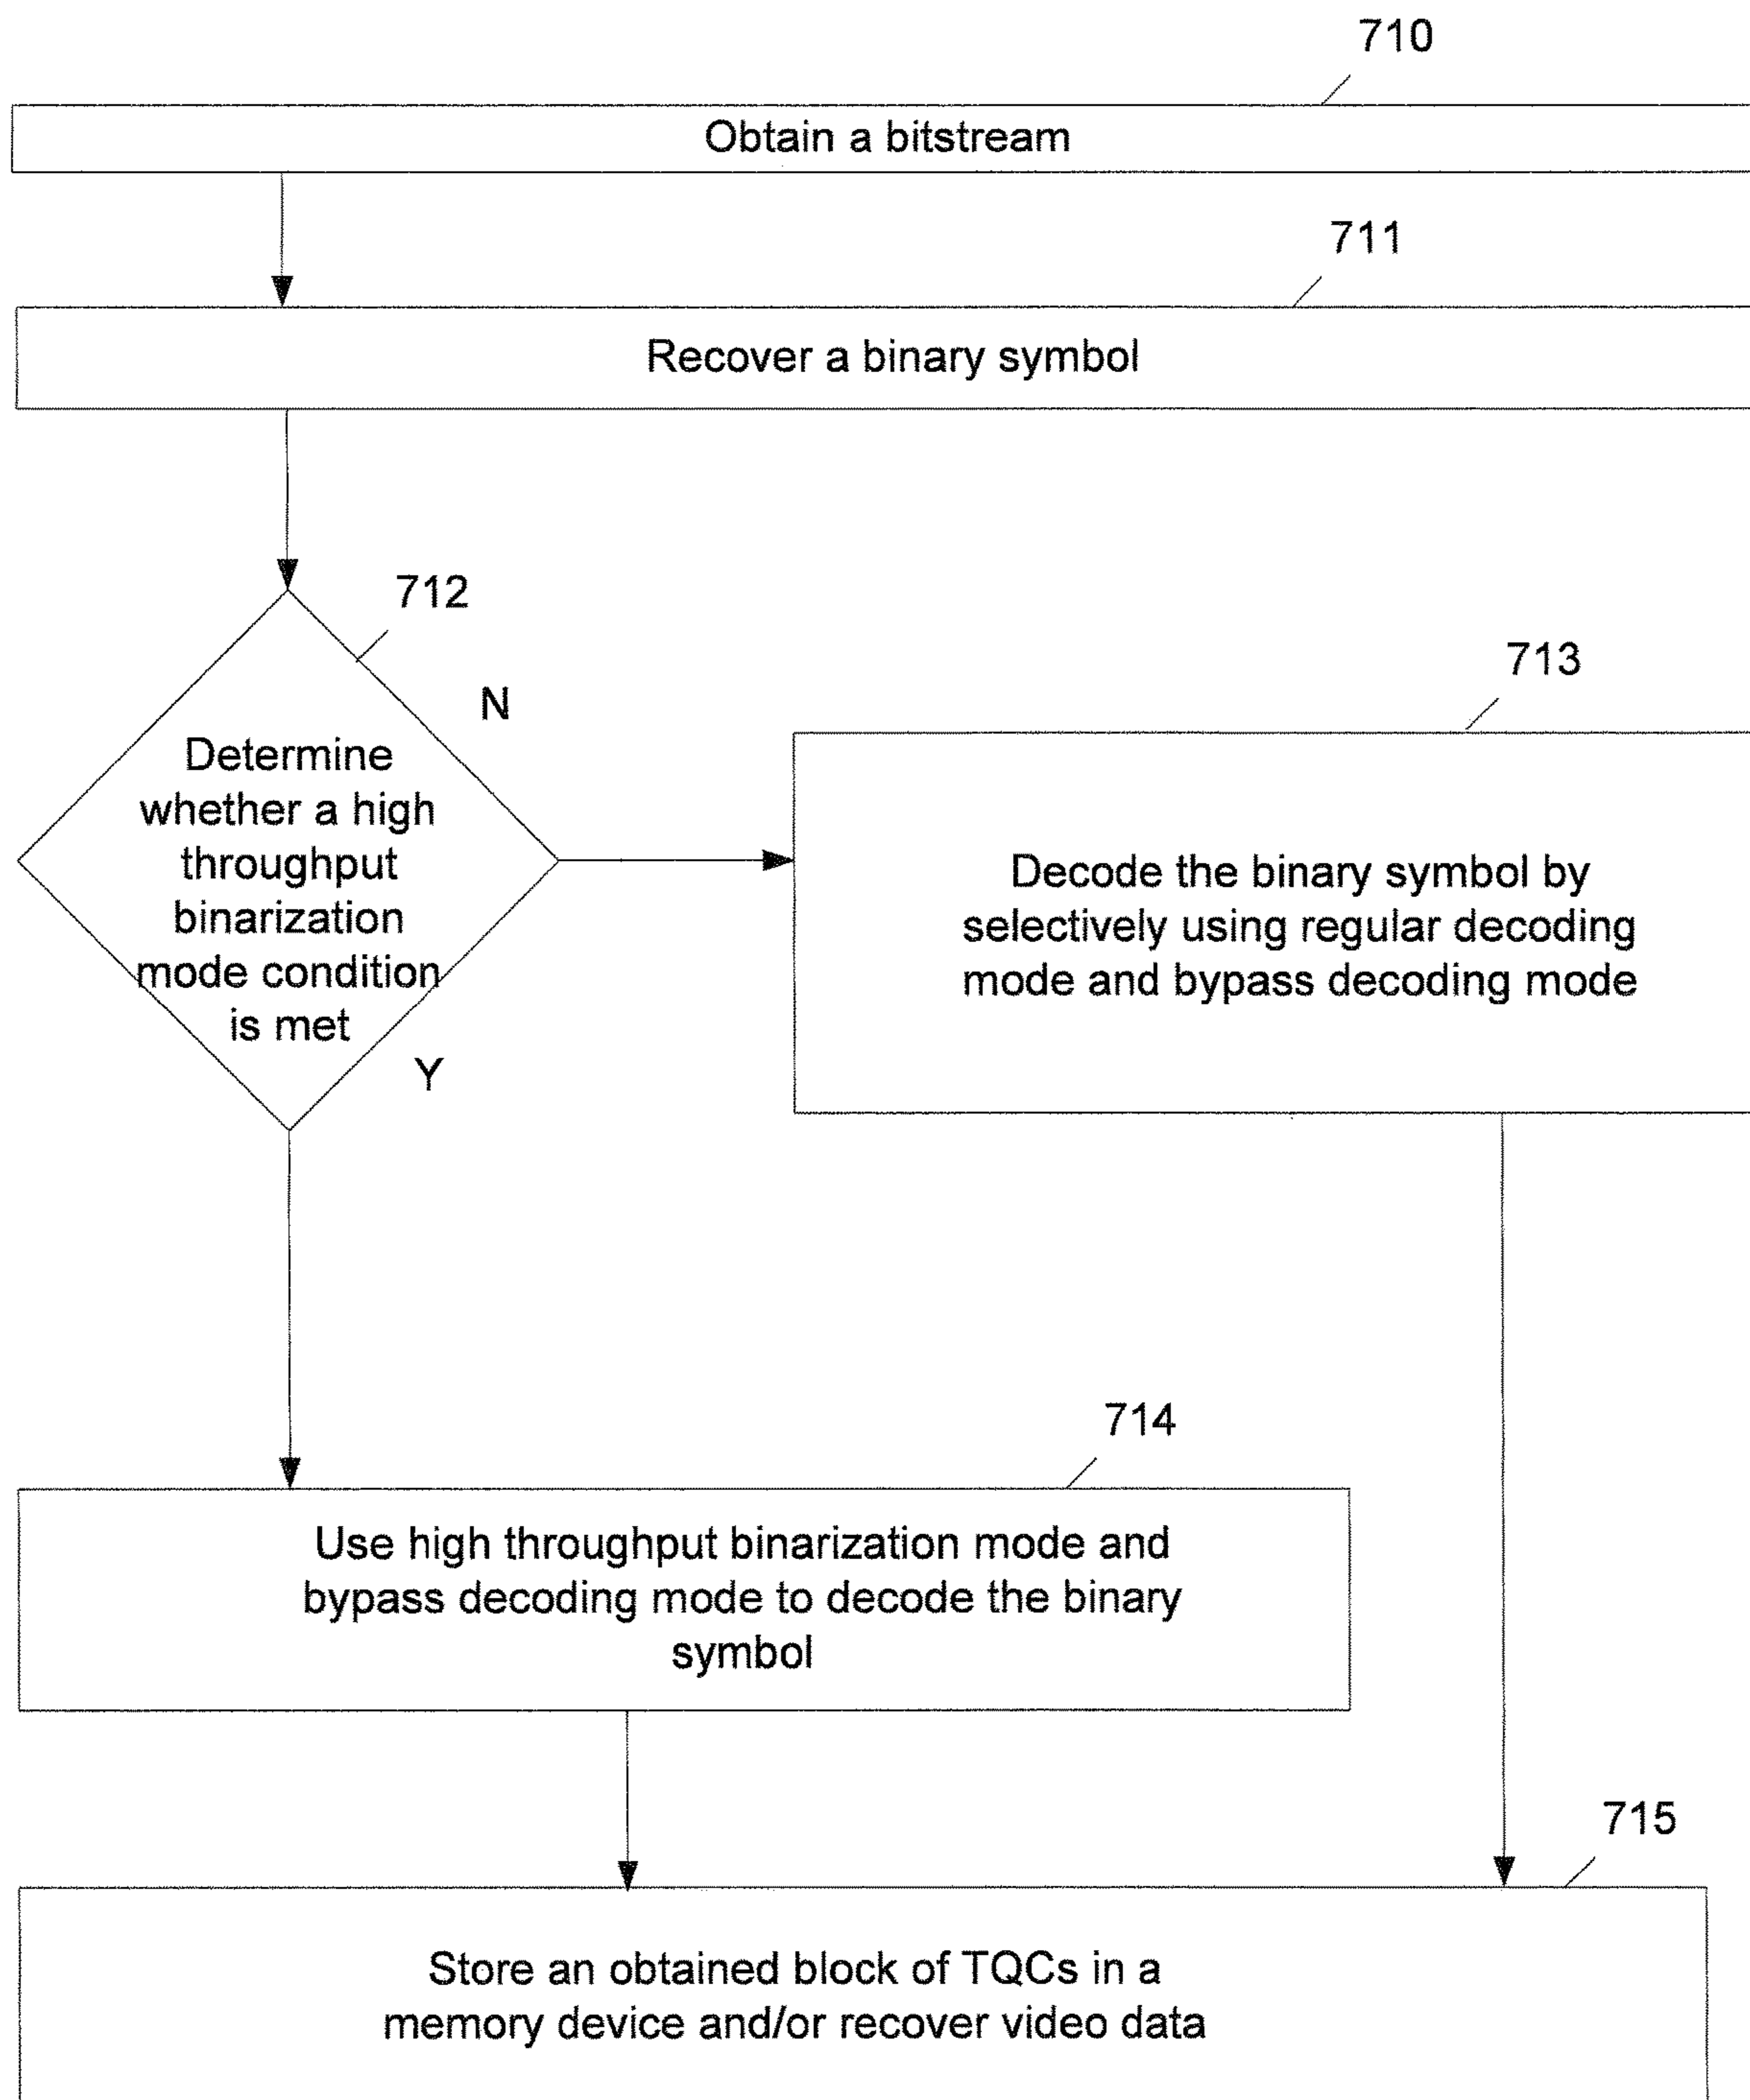 710
Obtain a bitstream
711
Recover a binary symbol
712
N
713
Determine
whether a high
throughput
binarization
mode condition
is met
Y
Decode the binary symbol by
selectively using regular decoding
mode and bypass decoding mode
714
Use high throughput binarization mode and
bypass decoding mode to decode the binary
symbol
715
Store an obtained block of TQCs in a
memory device and/or recover video data